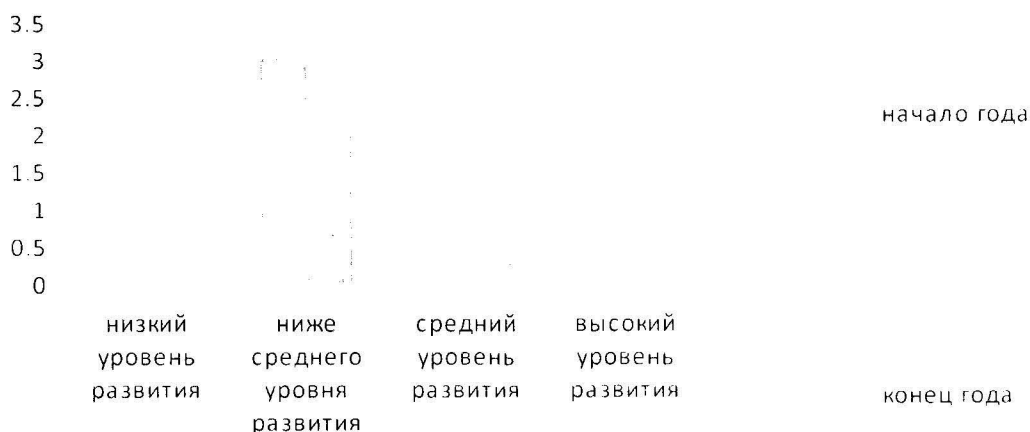 3.5
3
2.5
2
1.5
1
0.5
0
низкий
уровень
развития
ниже
среднего
уровня
развития
средний
уровень
развития
высокий
уровень
развития
начало года
конец года